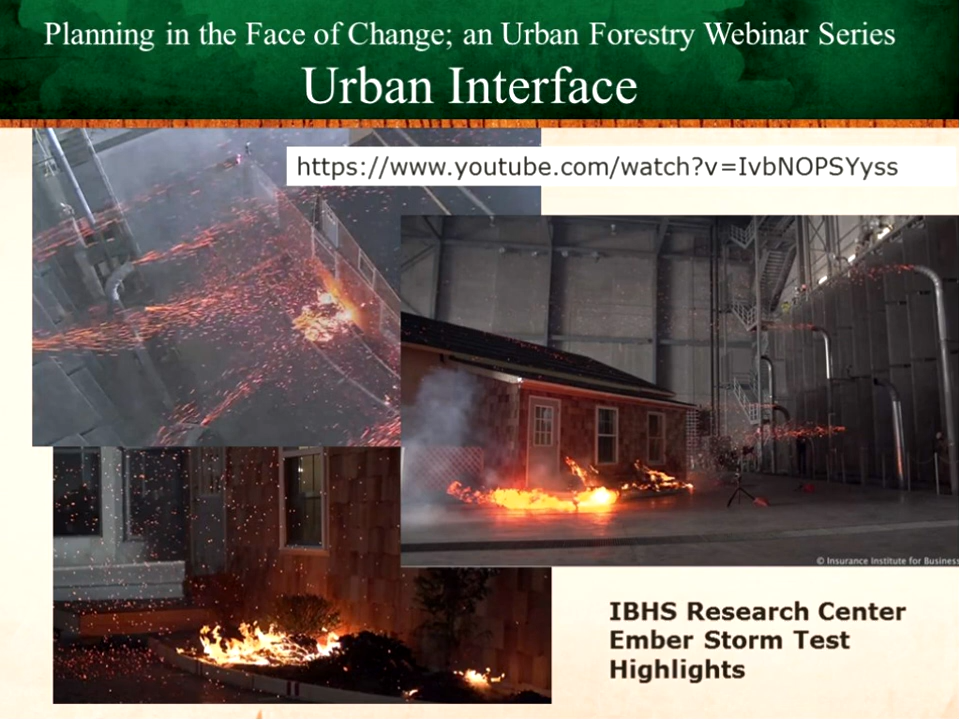 Planning in the Face of Change; an Urban Forestry Webinar Series
Urban Interface
https://www.youtube.com/watch?v=IvbNOPSYyss
© Insurance Institute for Business
IBHS Research Center
Ember Storm Test
Highlights